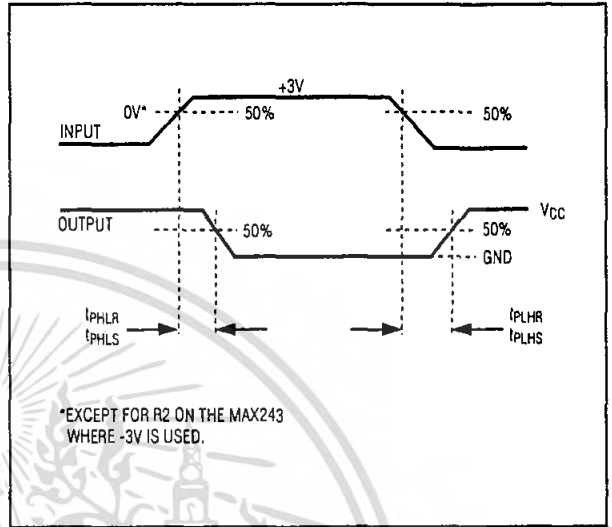 +3V
0V*
50%
50%
INPUT
VCC
OUTPUT
50%
50%
GND
tPHLR
tPHLS
tPLHR
tPLHS
*EXCEPT FOR R2 ON THE MAX243
WHERE -3V IS USED.